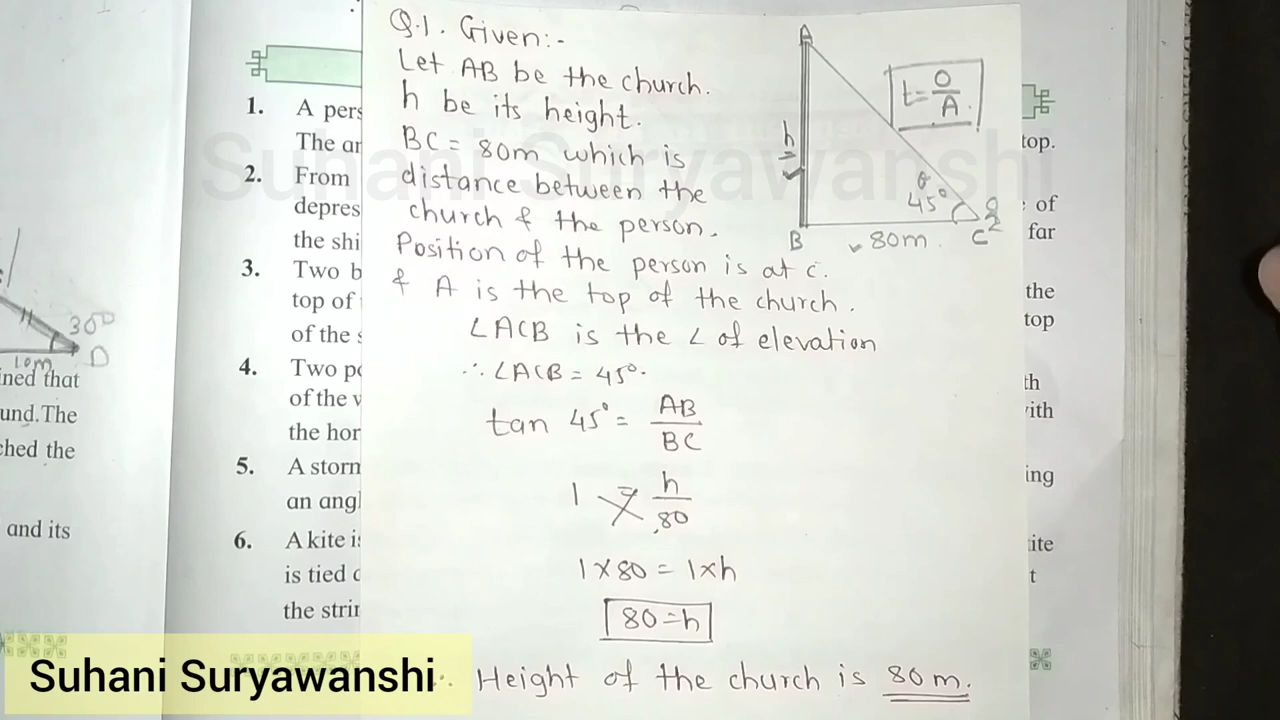 Q.1. Given:-
Let AB be the church.
h be its height.
BC = 80m which is
distance between the
church & the person.
Position of the person is at c.
& A is the top of the church.
∠ACB is the ∠ of elevation
∴ ∠ACB = 45°.
tan 45° = AB/BC
1 = h/80
1 × 80 = 1 × h
80 = h
∴ Height of the church is 80 m.
A
t = O/A
h
θ
45°
B
80m
C
1. A pers
The ar
top.
2. From
depres
of
the shi
far
3. Two b
the
top of
top
of the s
4. Two po
th
of the v
ith
the hor
5. A storm
ing
an angl
6. A kite i
ite
is tied
t
the strin
30°
D
10m
ined that
und.The
ched the
and its
Suhani Suryawanshi
Suhani Suryawanshi